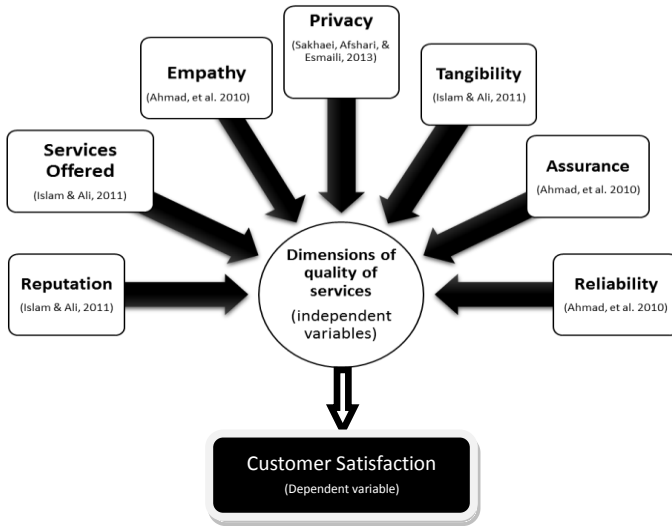 Privacy
(Sakhaei, Afshari, &
Esmaili, 2013)
Empathy
(Ahmad, et al. 2010)
Tangibility
(Islam & Ali, 2011)
Services
Offered
(Islam & Ali, 2011)
Assurance
(Ahmad, et al. 2010)
Reputation
(Islam & Ali, 2011)
Dimensions of
quality of
services
(independent
variables)
Reliability
(Ahmad, et al. 2010)
Customer Satisfaction
(Dependent variable)